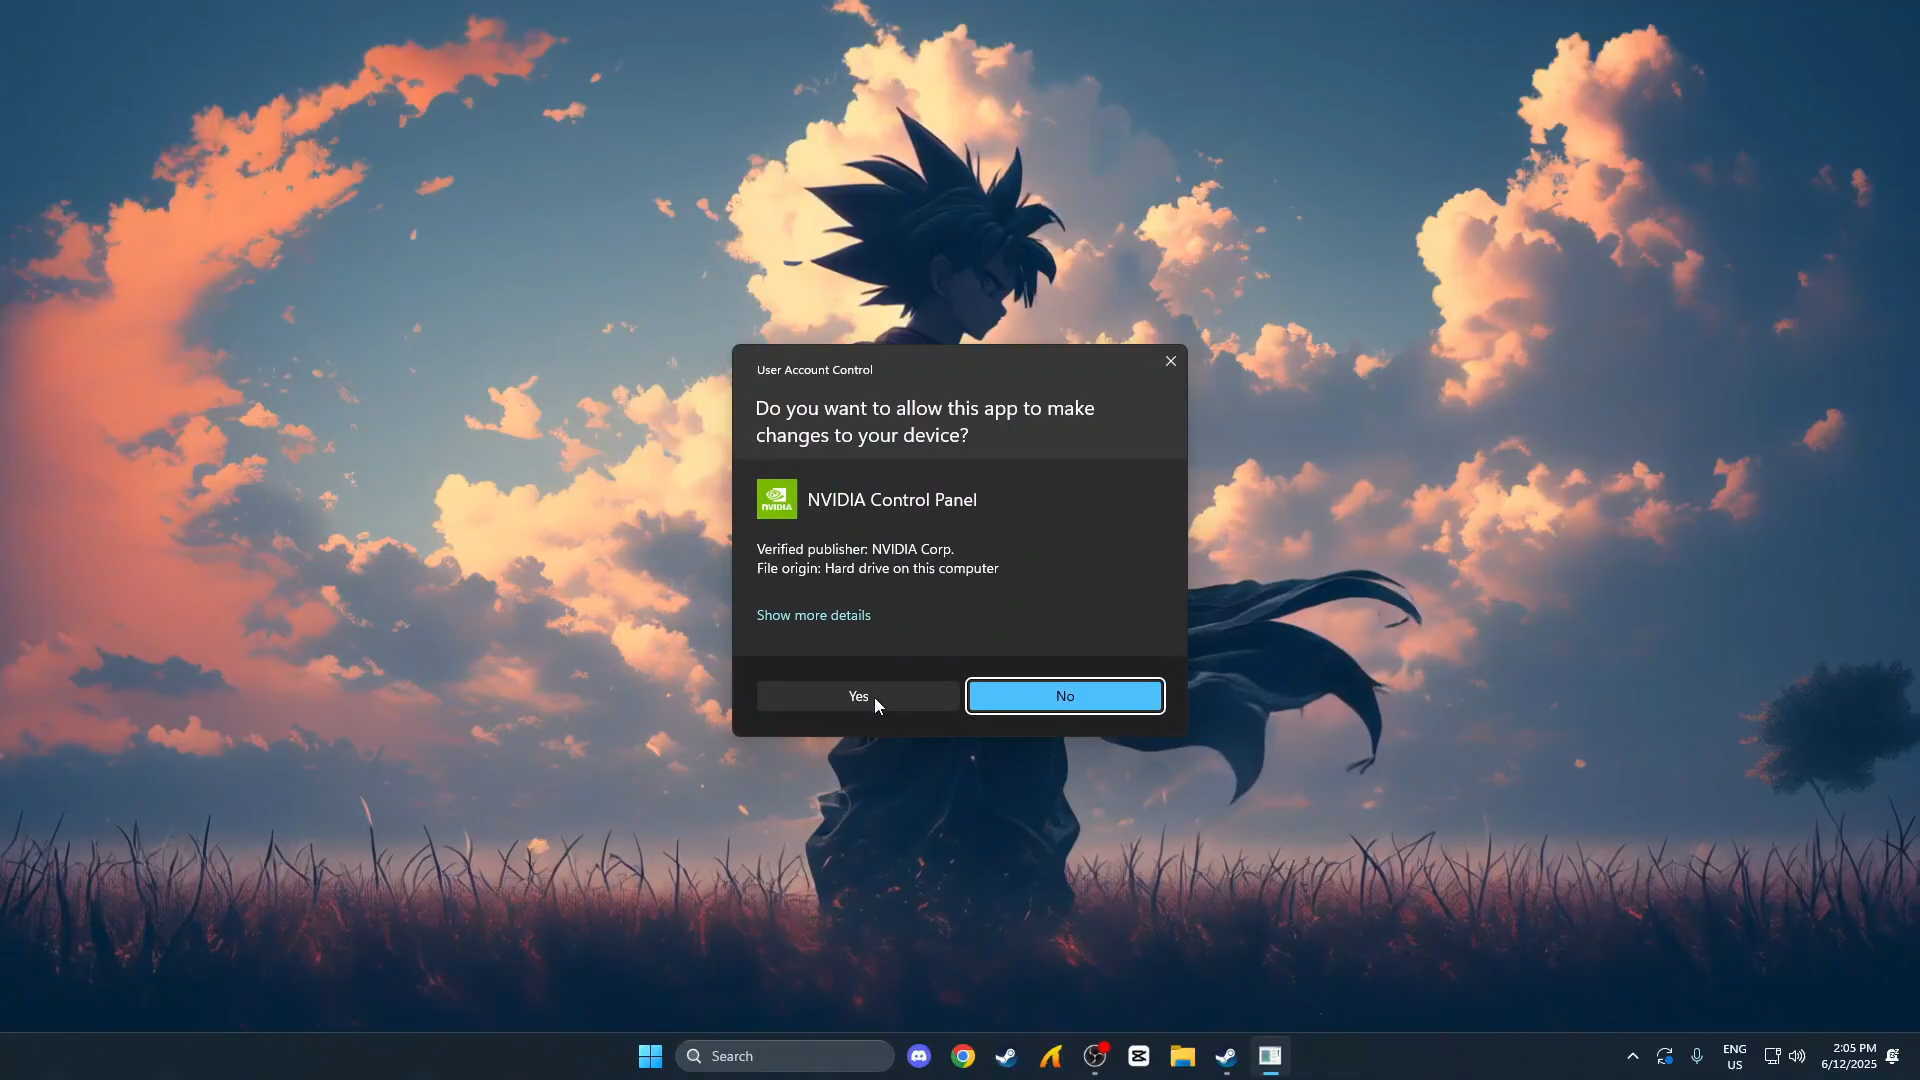 User Account Control
Do you want to allow this app to make
changes to your device?
NVIDIA
NVIDIA Control Panel
Verified publisher: NVIDIA Corp.
File origin: Hard drive on this computer
Show more details
Yes
No
Search
ENG
US
2:05 PM
6/12/2025